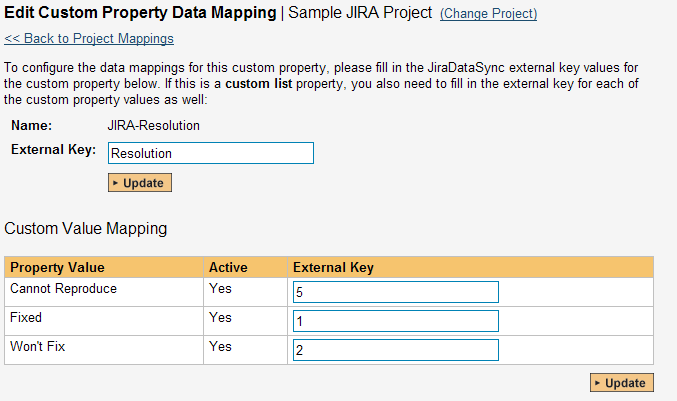 Edit Custom Property Data Mapping | Sample JIRA Project (Change Project)
<< Back to Project Mappings
To configure the data mappings for this custom property, please fill in the JiraDataSync external key values for
the custom property below. If this is a custom list property, you also need to fill in the external key for each of
the custom property values as well:
Name: JIRA-Resolution
External Key: Resolution
Update
Custom Value Mapping
Property Value Active External Key
Cannot Reproduce Yes 5
Fixed Yes 1
Won't Fix Yes 2
Update